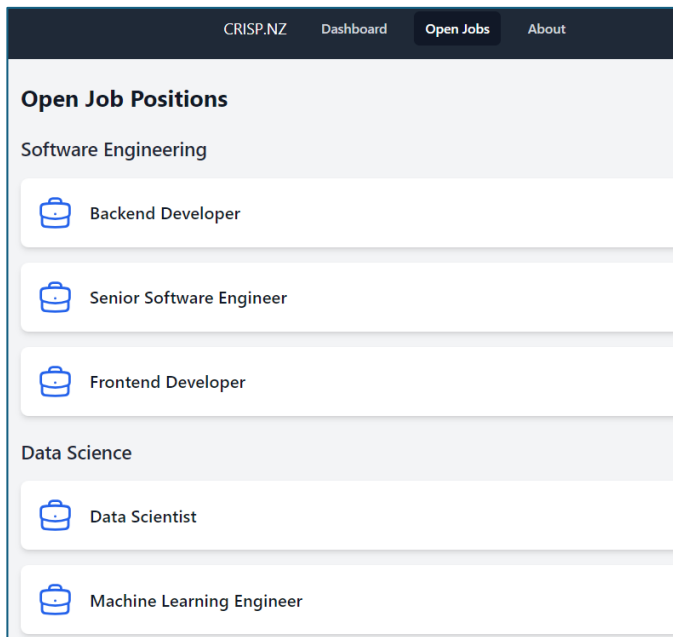 CRISP.NZ Dashboard Open Jobs About
Open Job Positions
Software Engineering
Backend Developer
Senior Software Engineer
Frontend Developer
Data Science
Data Scientist
Machine Learning Engineer